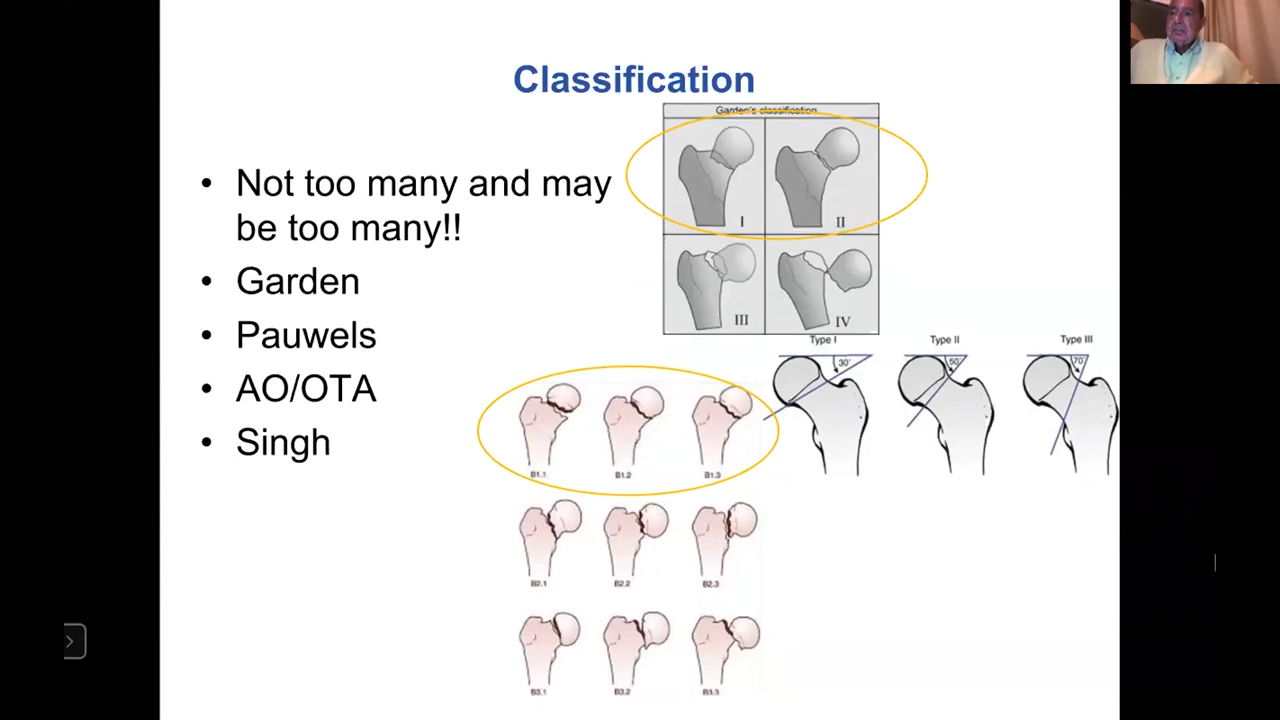 Classification
Garden's classification
• Not too many and may
be too many!!
• Garden
• Pauwels
• AO/OTA
• Singh
I
II
III
IV
Type I
Type II
Type III
30°
50°
70°
B1.1
B1.2
B1.3
B2.1
B2.2
B2.3
B3.1
B3.2
B3.3